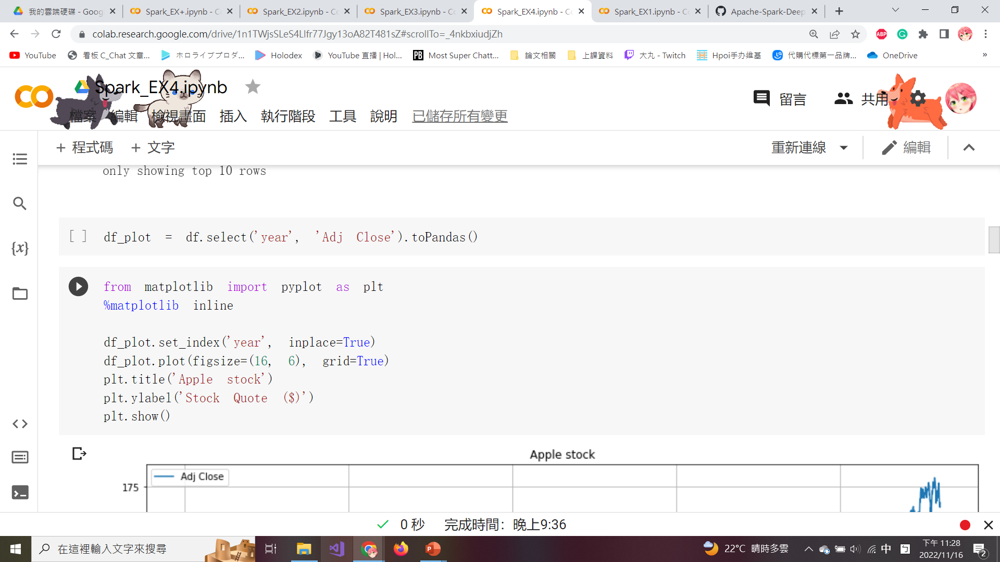 我的雲端硬碟 - Goog
Spark_EX+.ipynb - C
Spark_EX2.ipynb - C
Spark_EX3.ipynb - C
Spark_EX4.ipynb - C
Spark_EX1.ipynb - C
Apache-Spark-Deep
colab.research.google.com/drive/1n1TWjsSLeS4LIfr77Jgy13oA82T481sZ#scrollTo=_4nkbxiudjZh
ABP
YouTube
看板 C_Chat 文章...
ホロライブプロダ...
Holodex
YouTube 直播 | Hol...
PB
Most Super Chatt...
論文相關
上課資料
大丸 - Twitch
Hpoi手办维基
代購代標第一品牌...
OneDrive
»
Spark_EX4.ipynb
留言
共用
檔案 編輯 檢視畫面 插入 執行階段 工具 說明 已儲存所有變更
+ 程式碼 + 文字
重新連線
編輯
only showing top 10 rows
[ ] df_plot = df.select('year', 'Adj Close').toPandas()
{x}
from matplotlib import pyplot as plt
%matplotlib inline
df_plot.set_index('year', inplace=True)
df_plot.plot(figsize=(16, 6), grid=True)
plt.title('Apple stock')
plt.ylabel('Stock Quote ($)')
plt.show()
Apple stock
Adj Close
175
0 秒 完成時間：晚上9:36
在這裡輸入文字來搜尋
22°C 晴時多雲
中
下午 11:28
2022/11/16
2